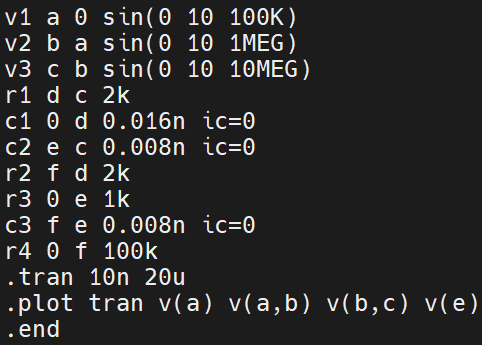 v1 a 0 sin(0 10 100K)
v2 b a sin(0 10 1MEG)
v3 c b sin(0 10 10MEG)
r1 d c 2k
c1 0 d 0.016n ic=0
c2 e c 0.008n ic=0
r2 f d 2k
r3 0 e 1k
c3 f e 0.008n ic=0
r4 0 f 100k
.tran 10n 20u
.plot tran v(a) v(a,b) v(b,c) v(e)
.end